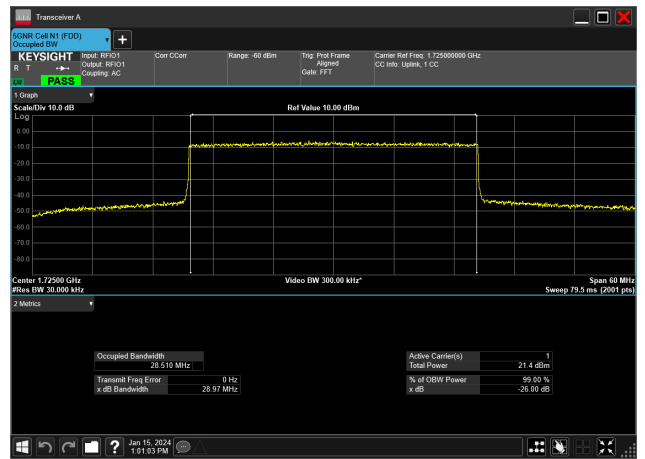 Transceiver A
5GNR Cell N1 (FDD)
Occupied BW
KEYSIGHT
R T
PASS
Input: RFIO1
Output: RFIO1
Coupling: AC
Corr CCorr
Range: -60 dBm
Trig: Prot Frame
Aligned
Gate: FFT
Carrier Ref Freq: 1.725000000 GHz
CC Info: Uplink, 1 CC
1 Graph
Scale/Div 10.0 dB
Ref Value 10.00 dBm
Log
0.00
-10.0
-20.0
-30.0
-40.0
-50.0
-60.0
-70.0
-80.0
Center 1.72500 GHz
Video BW 300.00 kHz*
Span 60 MHz
#Res BW 30.000 kHz
Sweep 79.5 ms (2001 pts)
2 Metrics
Occupied Bandwidth
28.510 MHz
Transmit Freq Error 0 Hz
x dB Bandwidth 28.97 MHz
Active Carrier(s) 1
Total Power 21.4 dBm
% of OBW Power 99.00 %
x dB -26.00 dB
Jan 15, 2024
1:01:03 PM